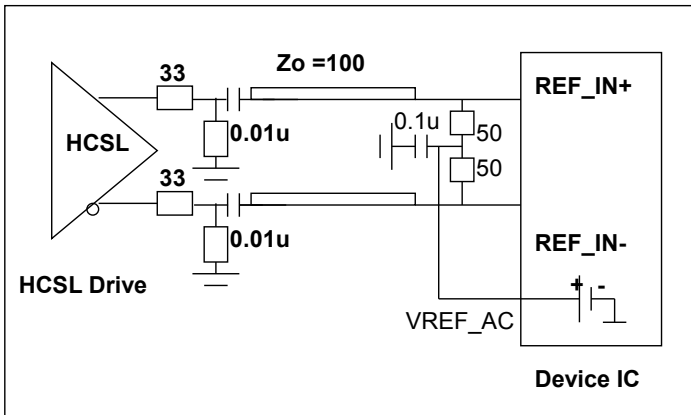 Zo =100
33
REF_IN+
0.1u
HCSL
0.01u
50
50
33
0.01u
REF_IN-
HCSL Drive
+ -
VREF_AC
Device IC